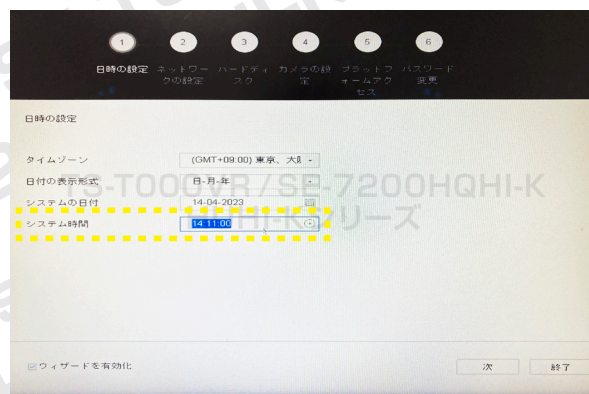 1 2 3 4 5 6
日時の設定 ネットワー ハードディ カメラの設 プラットフ パスワード
クの設定 スク 定 ォームアク 変更
セス
日時の設定
タイムゾーン (GMT+09:00) 東京、大阪
日付の表示形式 日-月-年
TS-TO00VR/SE-7200HQHI-K
システムの日付 14-04-2023
HUHI-Kシリーズ
システム時間 14:11:00
ウィザードを有効化 次 終了